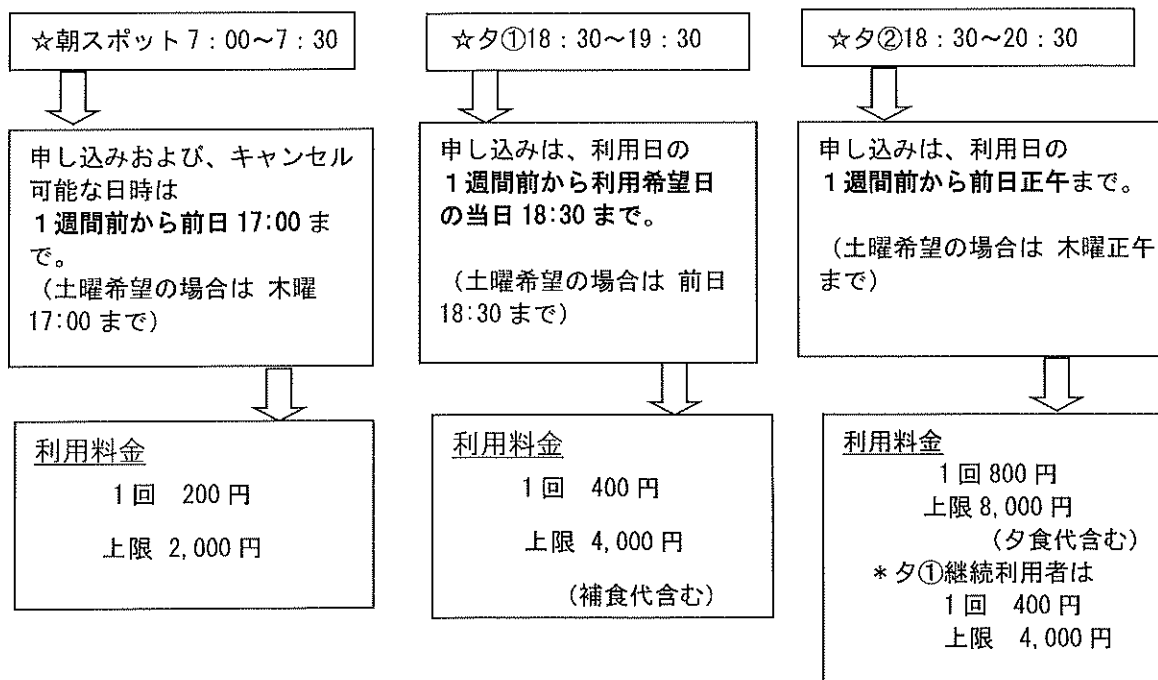 ☆朝スポット 7：00～7：30
申し込みおよび、キャンセル
可能な日時は
１週間前から前日 17:00 ま
で。
（土曜希望の場合は 木曜
17:00 まで）
利用料金
１回　200 円
上限 2,000 円
☆夕①18：30～19：30
申し込みは、利用日の
１週間前から利用希望日
の当日 18:30 まで。
（土曜希望の場合は 前日
18:30 まで）
利用料金
１回　400 円
上限 4,000 円
（補食代含む）
☆夕②18：30～20：30
申し込みは、利用日の
１週間前から前日正午まで。
（土曜希望の場合は 木曜正午
まで）
利用料金
１回 800 円
上限 8,000 円
（夕食代含む）
＊夕①継続利用者は
１回　400 円
上限　4,000 円